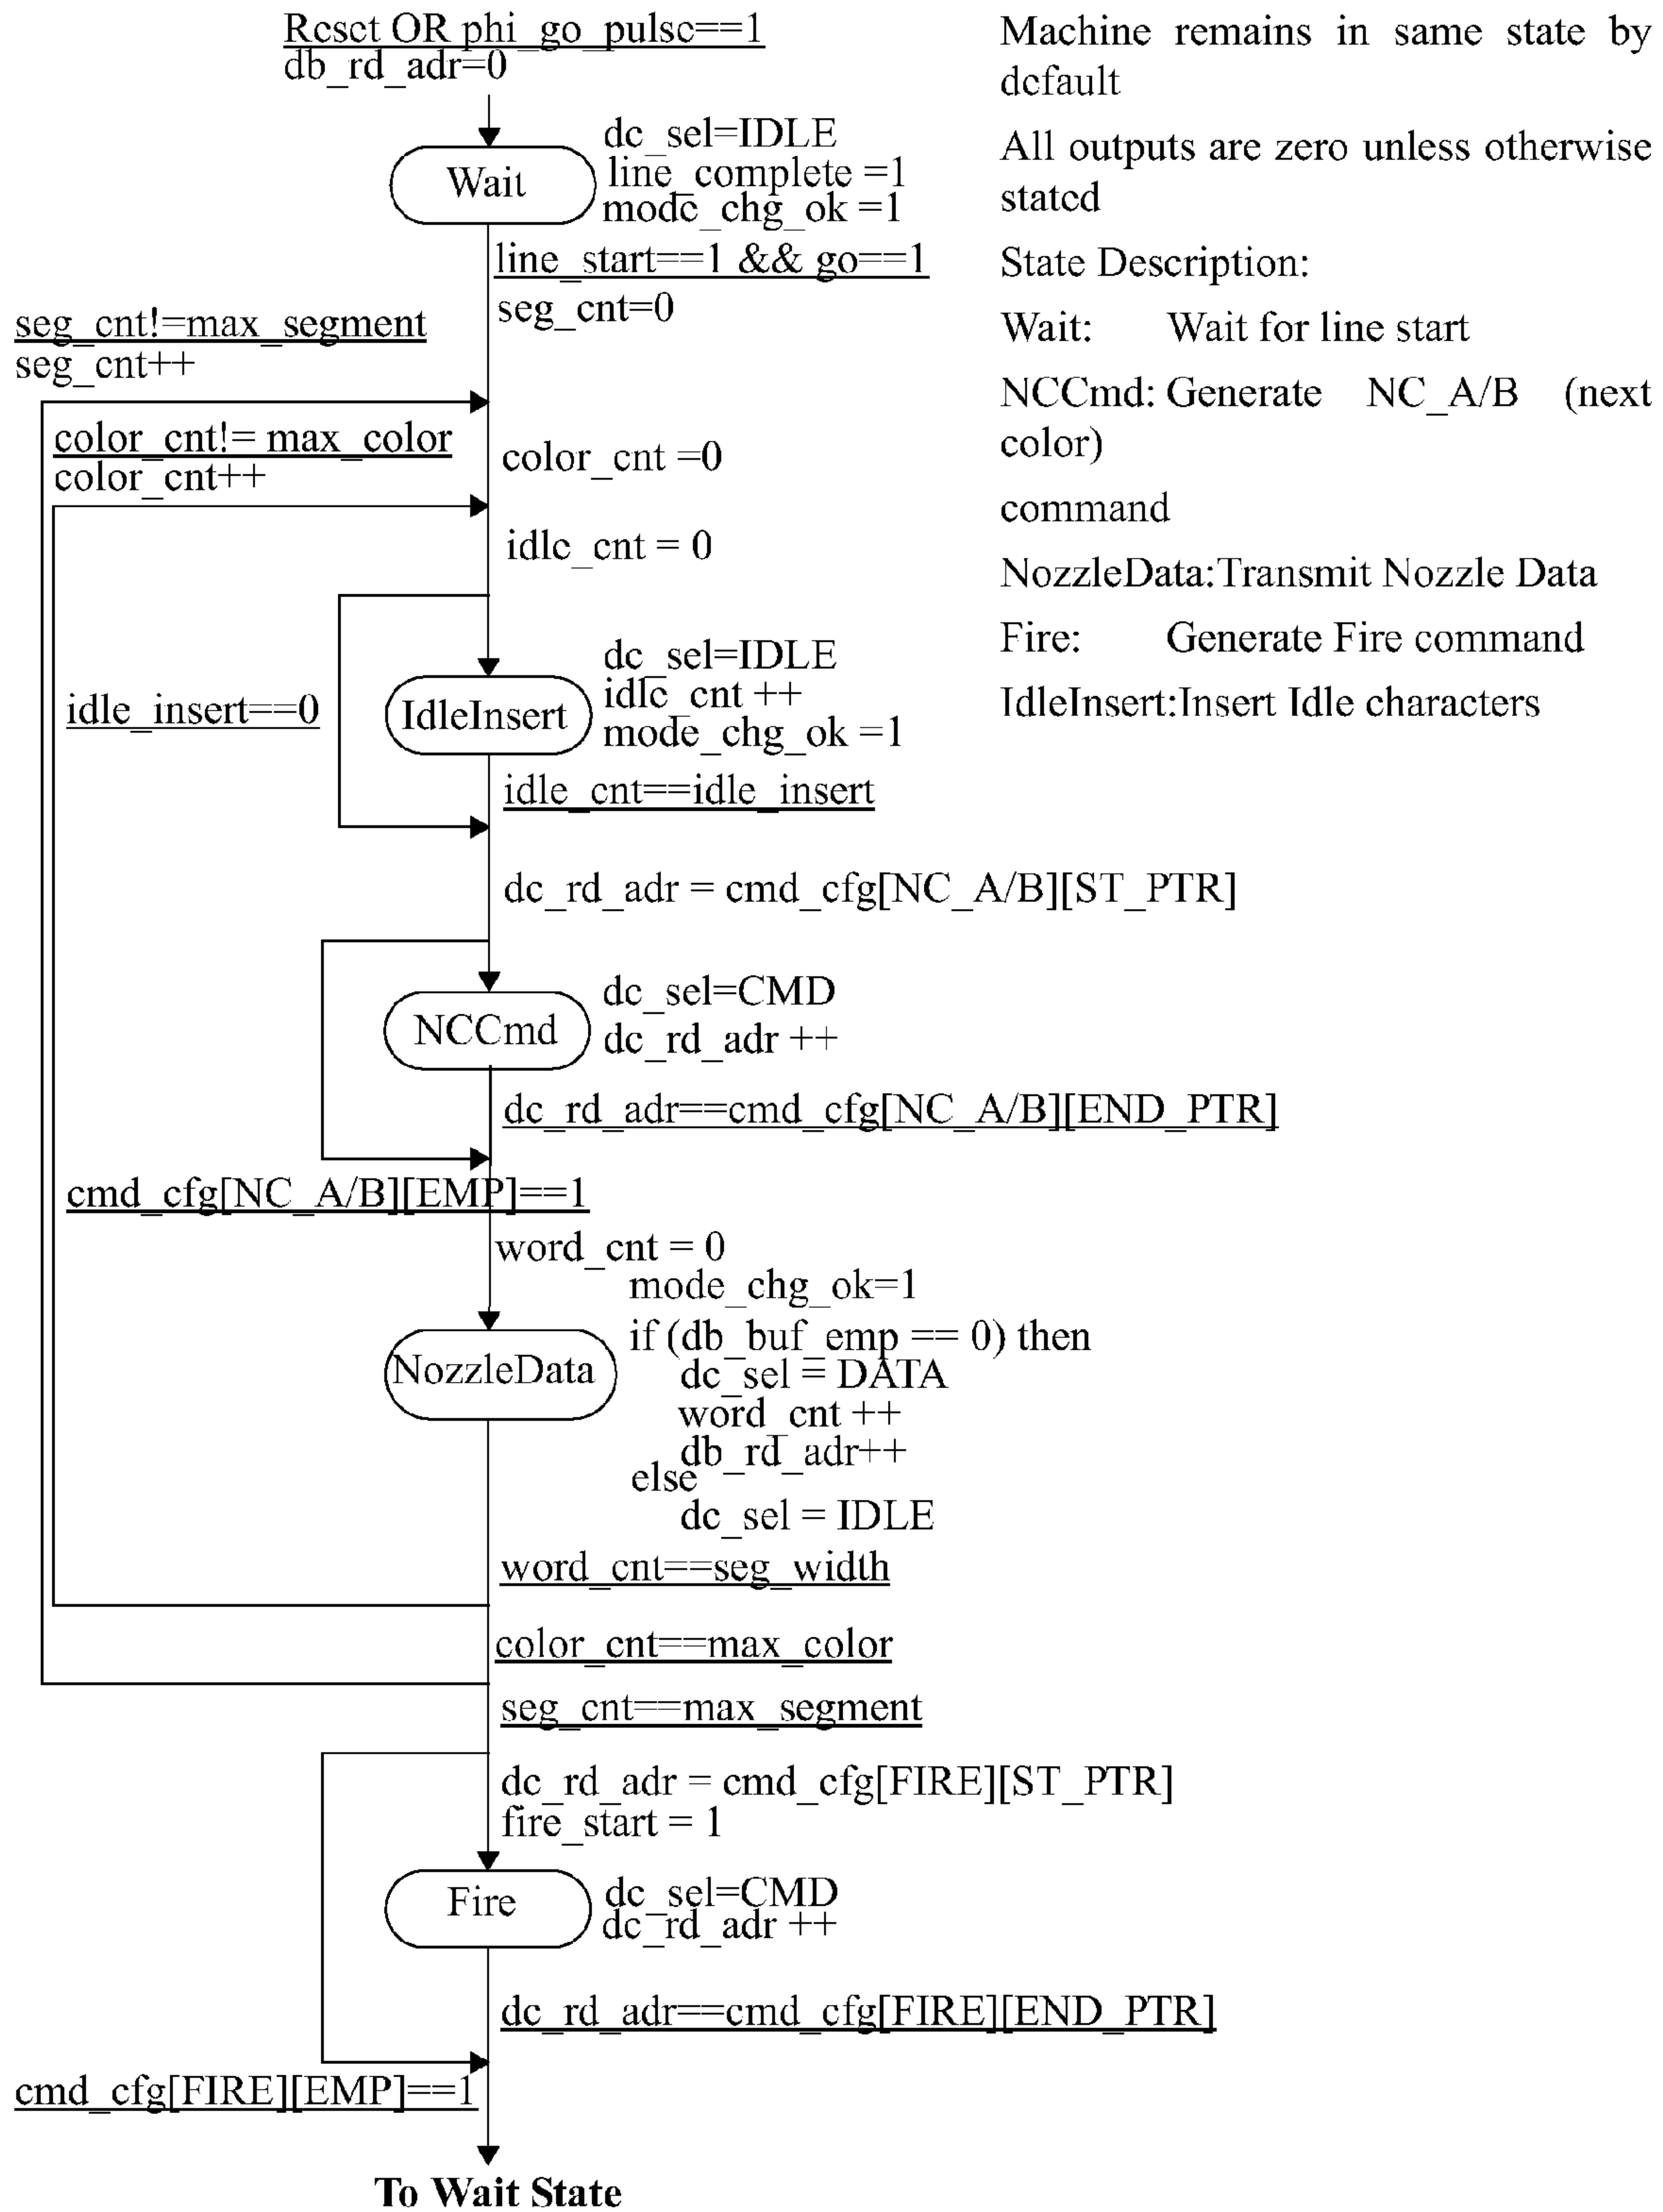 Reset OR phi_go_pulse==1
db_rd_adr=0
dc_sel=IDLE
Wait
line_complete =1
mode_chg_ok =1
line_start==1 && go==1
seg_cnt=0
seg_cnt!=max_segment
seg_cnt++
color_cnt!= max_color
color_cnt++
color_cnt =0
idle_cnt = 0
dc_sel=IDLE
idle_cnt ++
IdleInsert
mode_chg_ok =1
idle_insert==0
idle_cnt==idle_insert
dc_rd_adr = cmd_cfg[NC_A/B][ST_PTR]
dc_sel=CMD
NCCmd
dc_rd_adr ++
dc_rd_adr==cmd_cfg[NC_A/B][END_PTR]
cmd_cfg[NC_A/B][EMP]==1
word_cnt = 0
mode_chg_ok=1
if (db_buf_emp == 0) then
NozzleData
dc_sel = DATA
word_cnt ++
db_rd_adr++
else
dc_sel = IDLE
word_cnt==seg_width
color_cnt==max_color
seg_cnt==max_segment
dc_rd_adr = cmd_cfg[FIRE][ST_PTR]
fire_start = 1
Fire
dc_sel=CMD
dc_rd_adr ++
dc_rd_adr==cmd_cfg[FIRE][END_PTR]
cmd_cfg[FIRE][EMP]==1
To Wait State
Machine remains in same state by
default
All outputs are zero unless otherwise
stated
State Description:
Wait: Wait for line start
NCCmd: Generate NC_A/B (next
color)
command
NozzleData:Transmit Nozzle Data
Fire: Generate Fire command
IdleInsert:Insert Idle characters